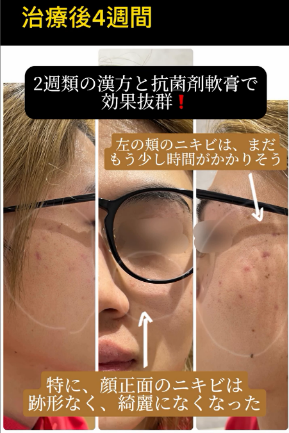 治療後4週間
2週類の漢方と抗菌剤軟膏で
効果抜群❗
左の頬のニキビは、まだ
もう少し時間がかかりそう
特に、顔正面のニキビは
跡形なく、綺麗になくなった